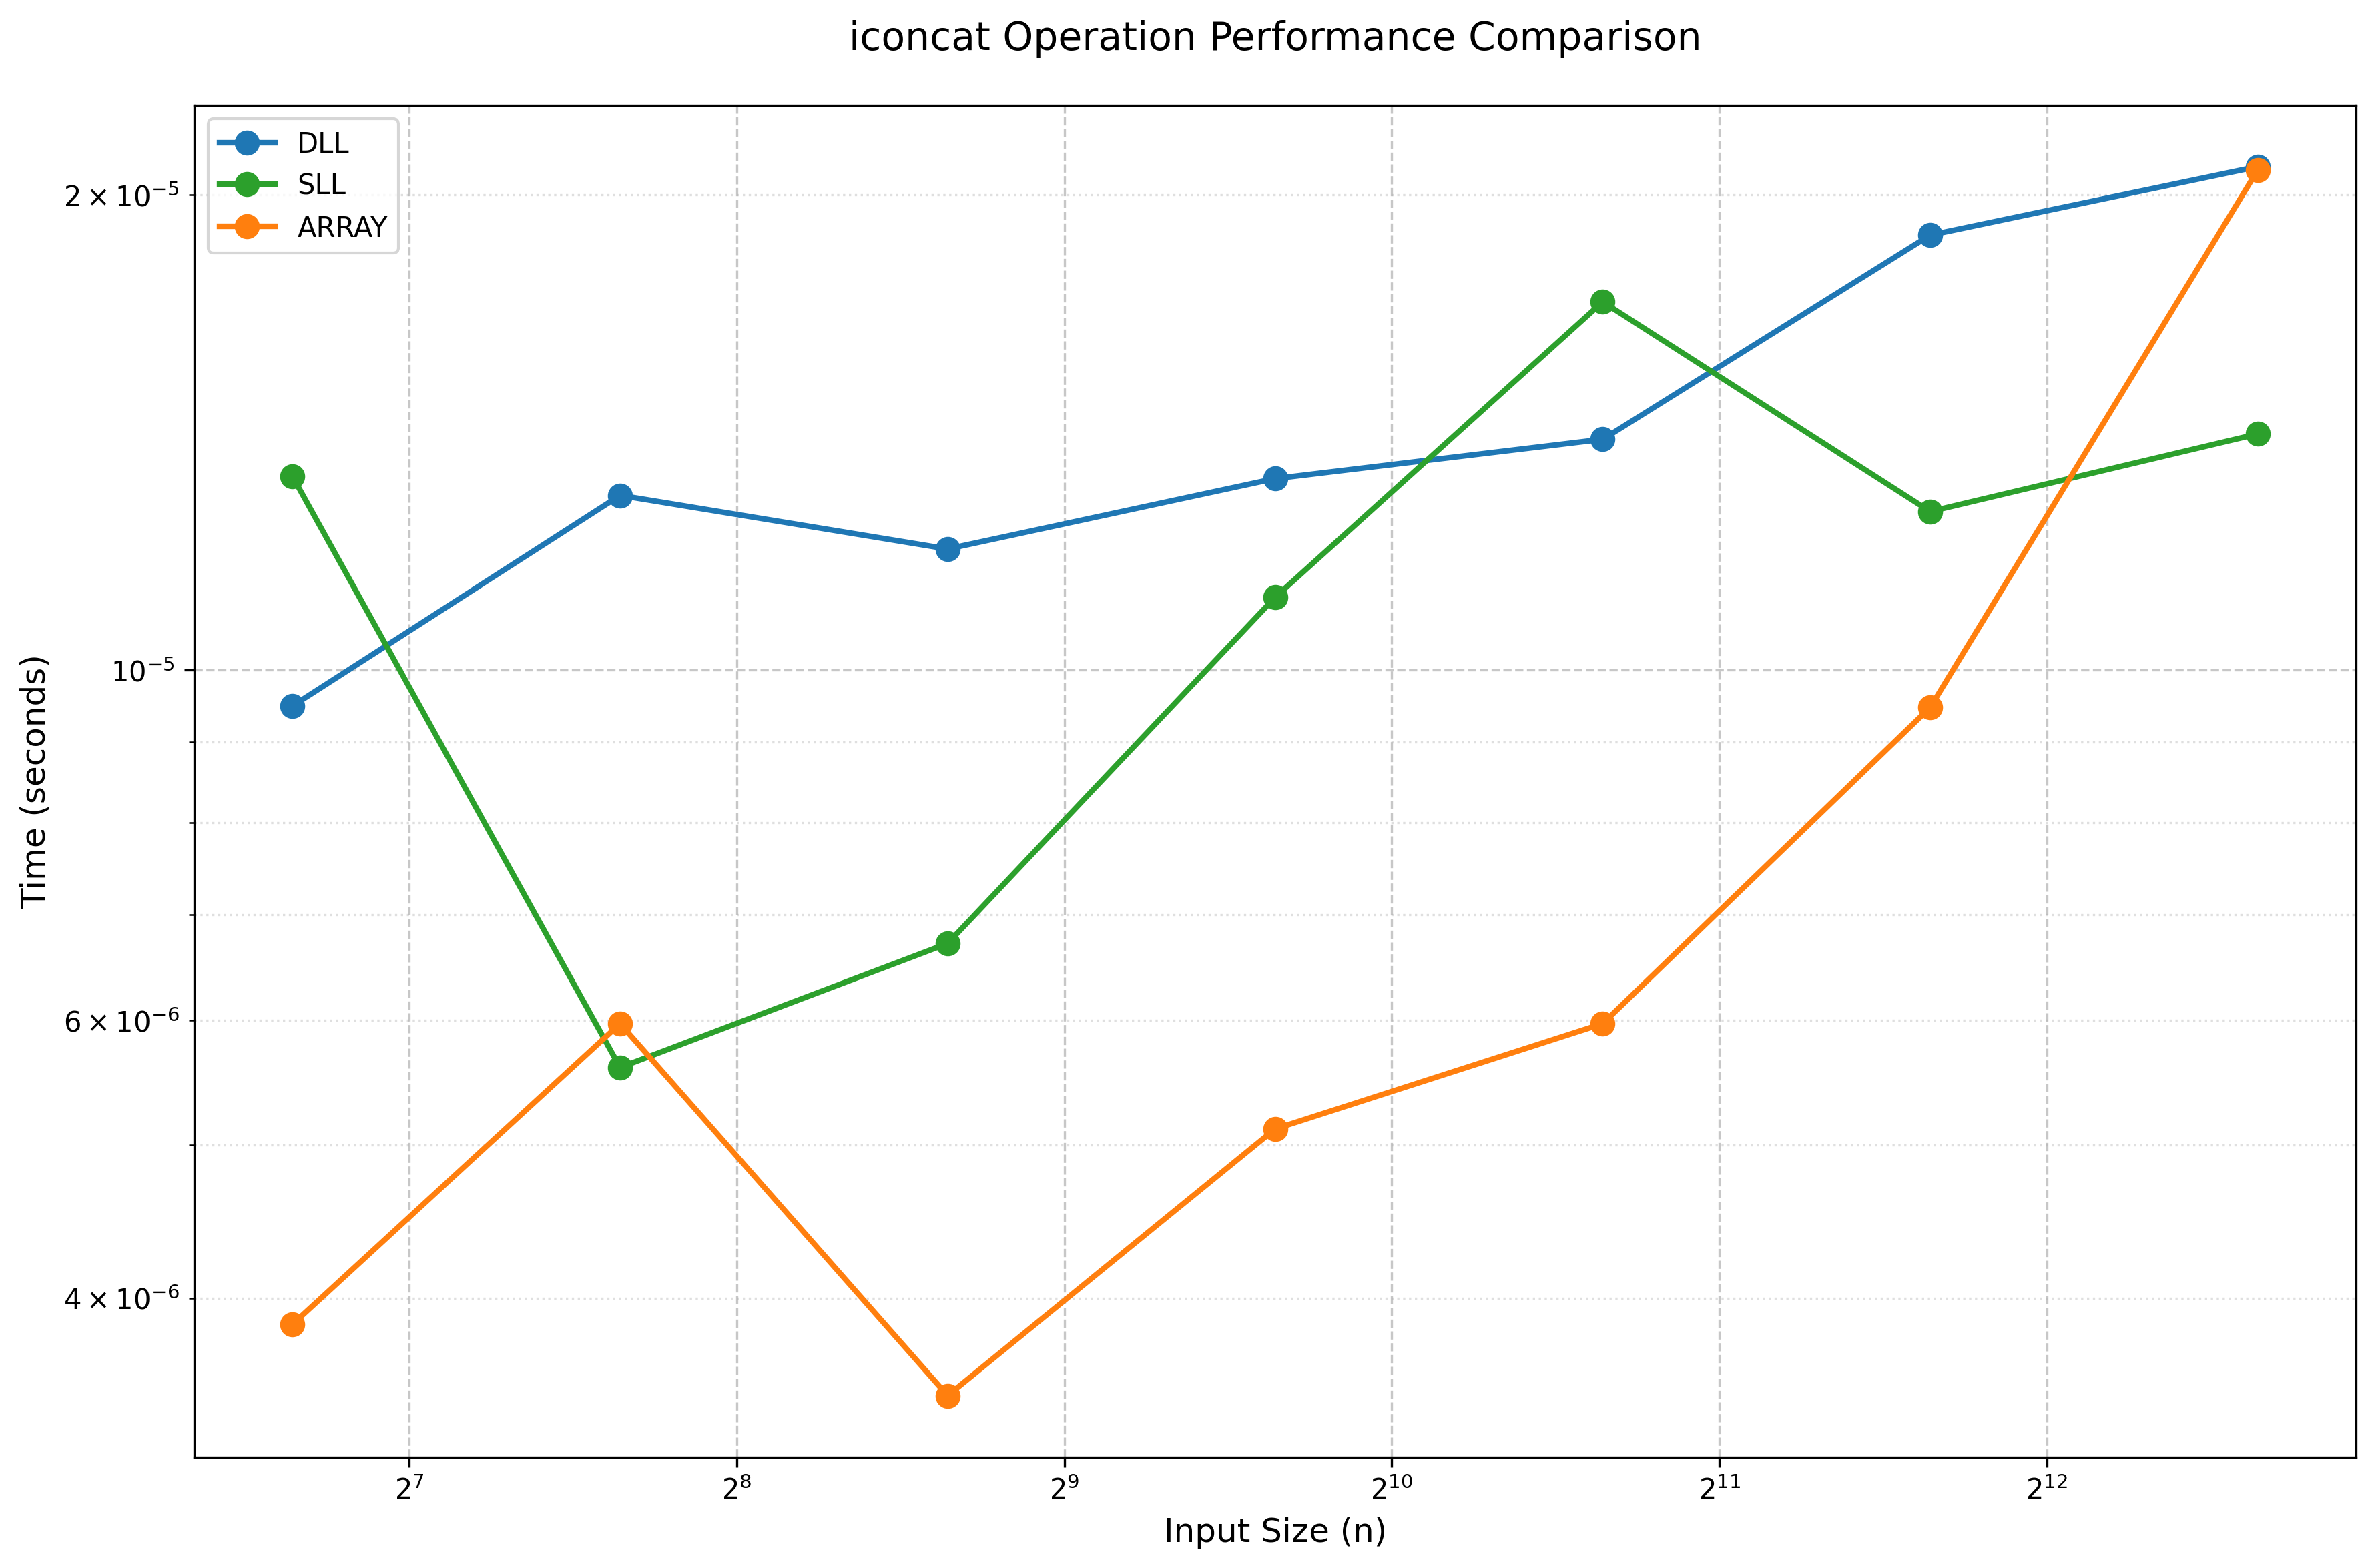 iconcat Operation Performance Comparison
DLL
SLL
ARRAY
Time (seconds)
2 × 10⁻⁵
10⁻⁵
6 × 10⁻⁶
4 × 10⁻⁶
2⁷ 2⁸ 2⁹ 2¹⁰ 2¹¹ 2¹²
Input Size (n)